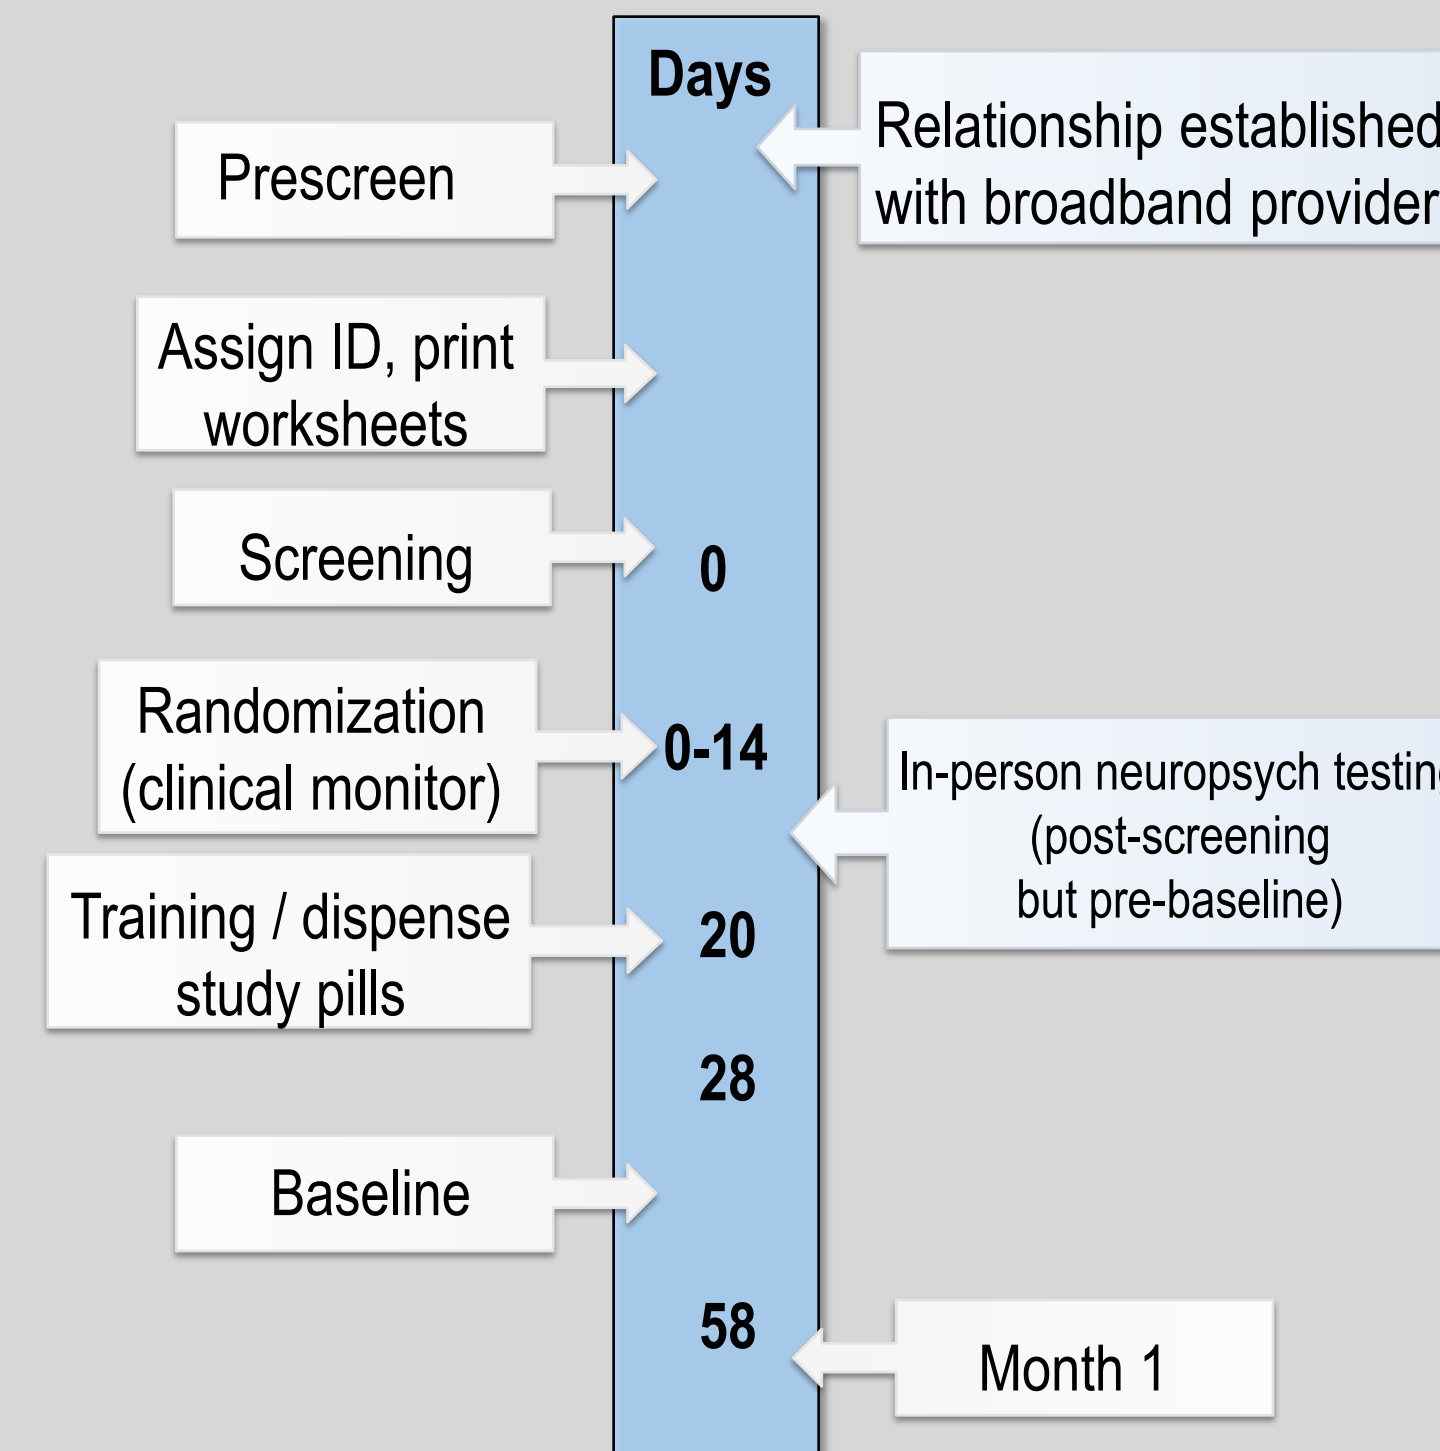 Days
Relationship established
with broadband provider
Prescreen
Assign ID, print
worksheets
Screening
0
Randomization
(clinical monitor)
0-14
In-person neuropsych testing
(post-screening
but pre-baseline)
Training / dispense
study pills
20
28
Baseline
58
Month 1